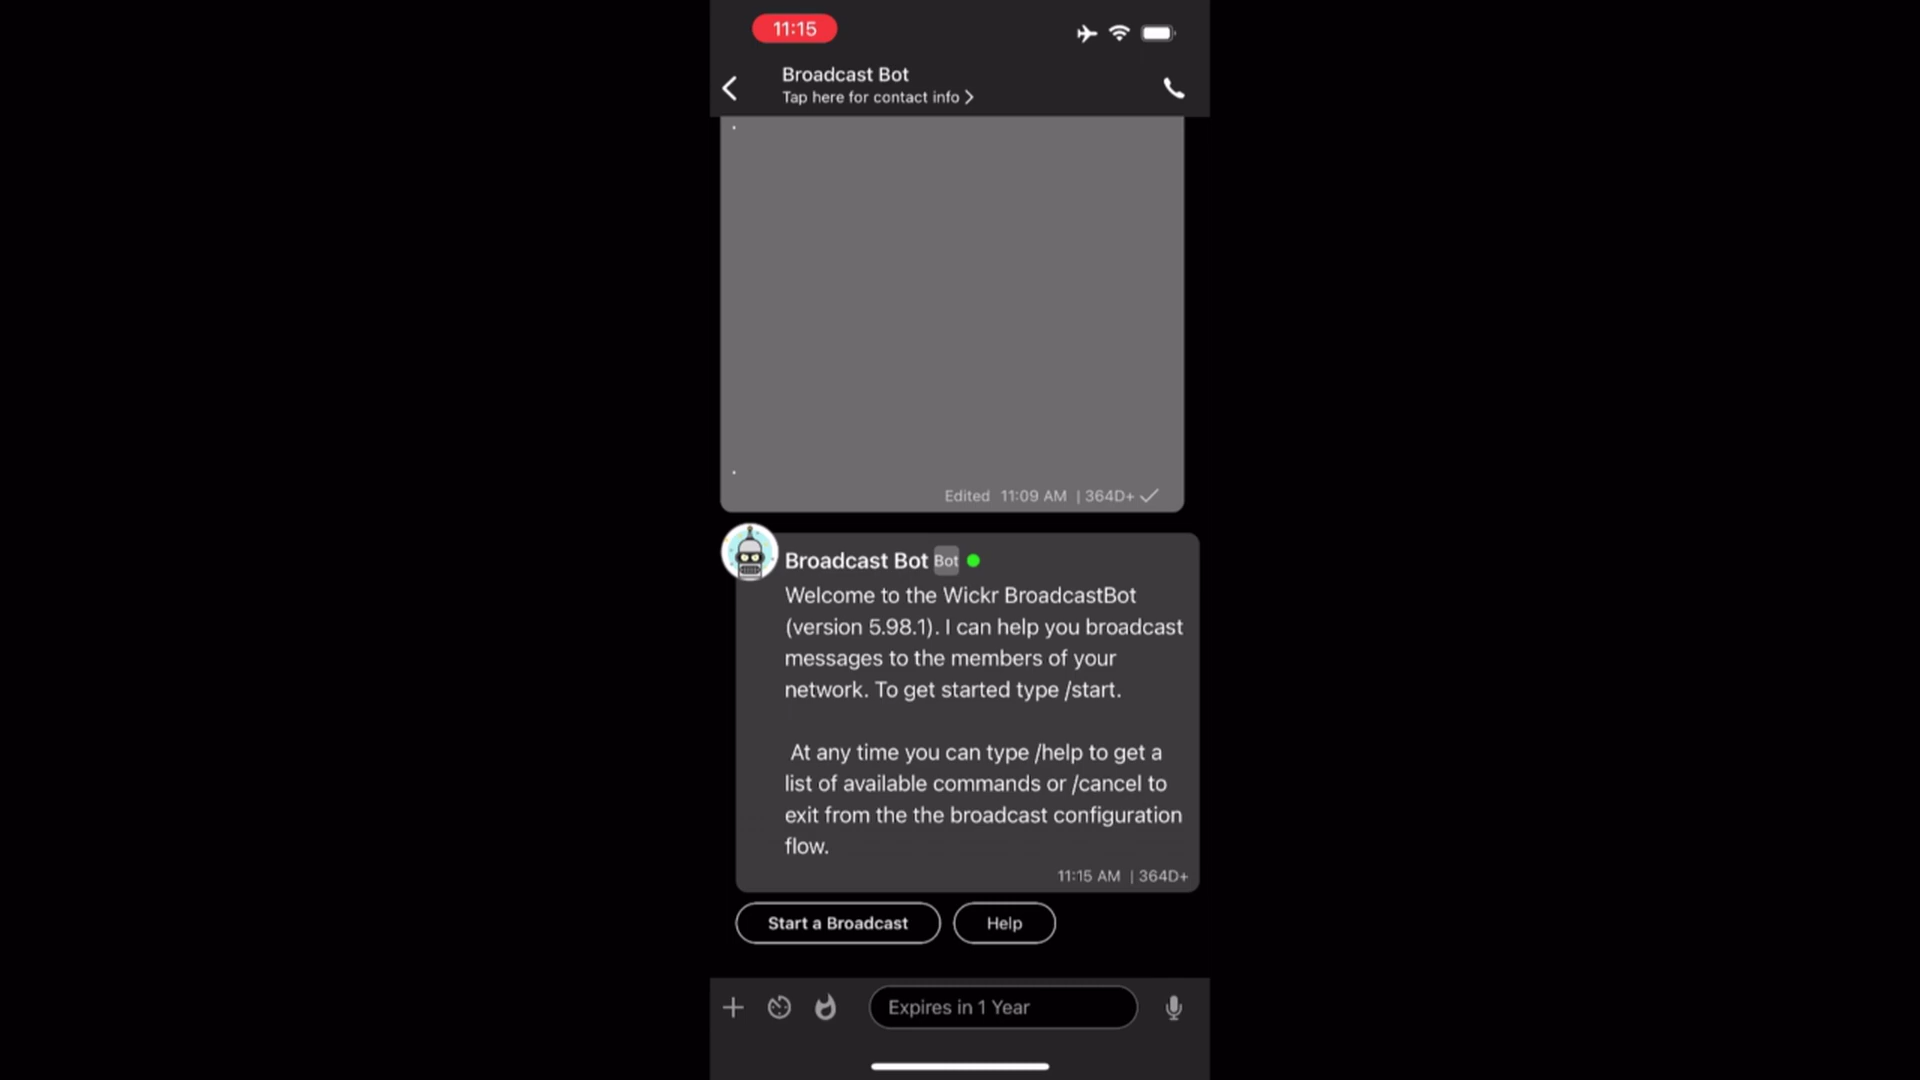 11:15
Broadcast Bot
Tap here for contact info
.
.
Edited 11:09 AM | 364D+
Broadcast Bot Bot
Welcome to the Wickr BroadcastBot
(version 5.98.1). I can help you broadcast
messages to the members of your
network. To get started type /start.
At any time you can type /help to get a
list of available commands or /cancel to
exit from the the broadcast configuration
flow.
11:15 AM | 364D+
Start a Broadcast
Help
Expires in 1 Year